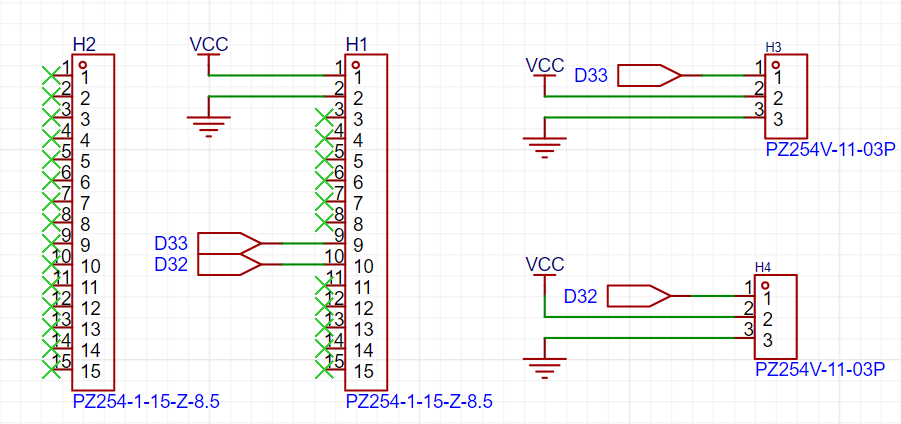 H2
1 1
2 2
3 3
4 4
5 5
6 6
7 7
8 8
9 9
10 10
11 11
12 12
13 13
14 14
15 15
PZ254-1-15-Z-8.5
VCC
H1
1 1
2 2
3 3
4 4
5 5
6 6
7 7
8 8
D33 9 9
D32 10 10
11 11
12 12
13 13
14 14
15 15
PZ254-1-15-Z-8.5
H3
VCC D33 1 1
2 2
3 3
PZ254V-11-03P
H4
VCC
D32 1 1
2 2
3 3
PZ254V-11-03P